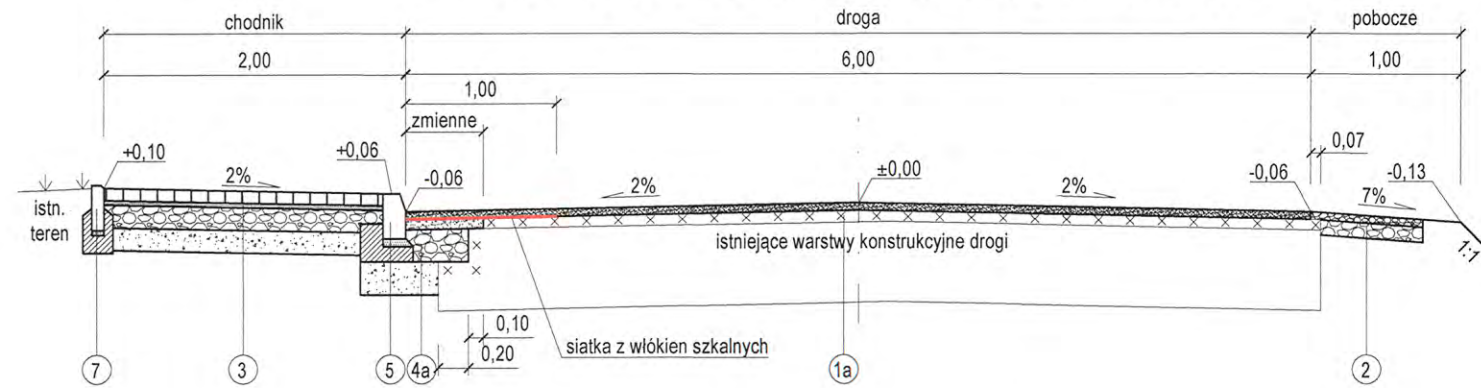 chodnik droga pobocze
2,00 6,00 1,00
1,00
zmienne
+0,10 +0,06 -0,06 ±0,00 -0,06 0,07 -0,13
2% 2% 2% 7%
istn.
teren
istniejące warstwy konstrukcyjne drogi
1:1
0,10
siatka z włókien szkalnych
0,20
7 3 5 4a 1a 2